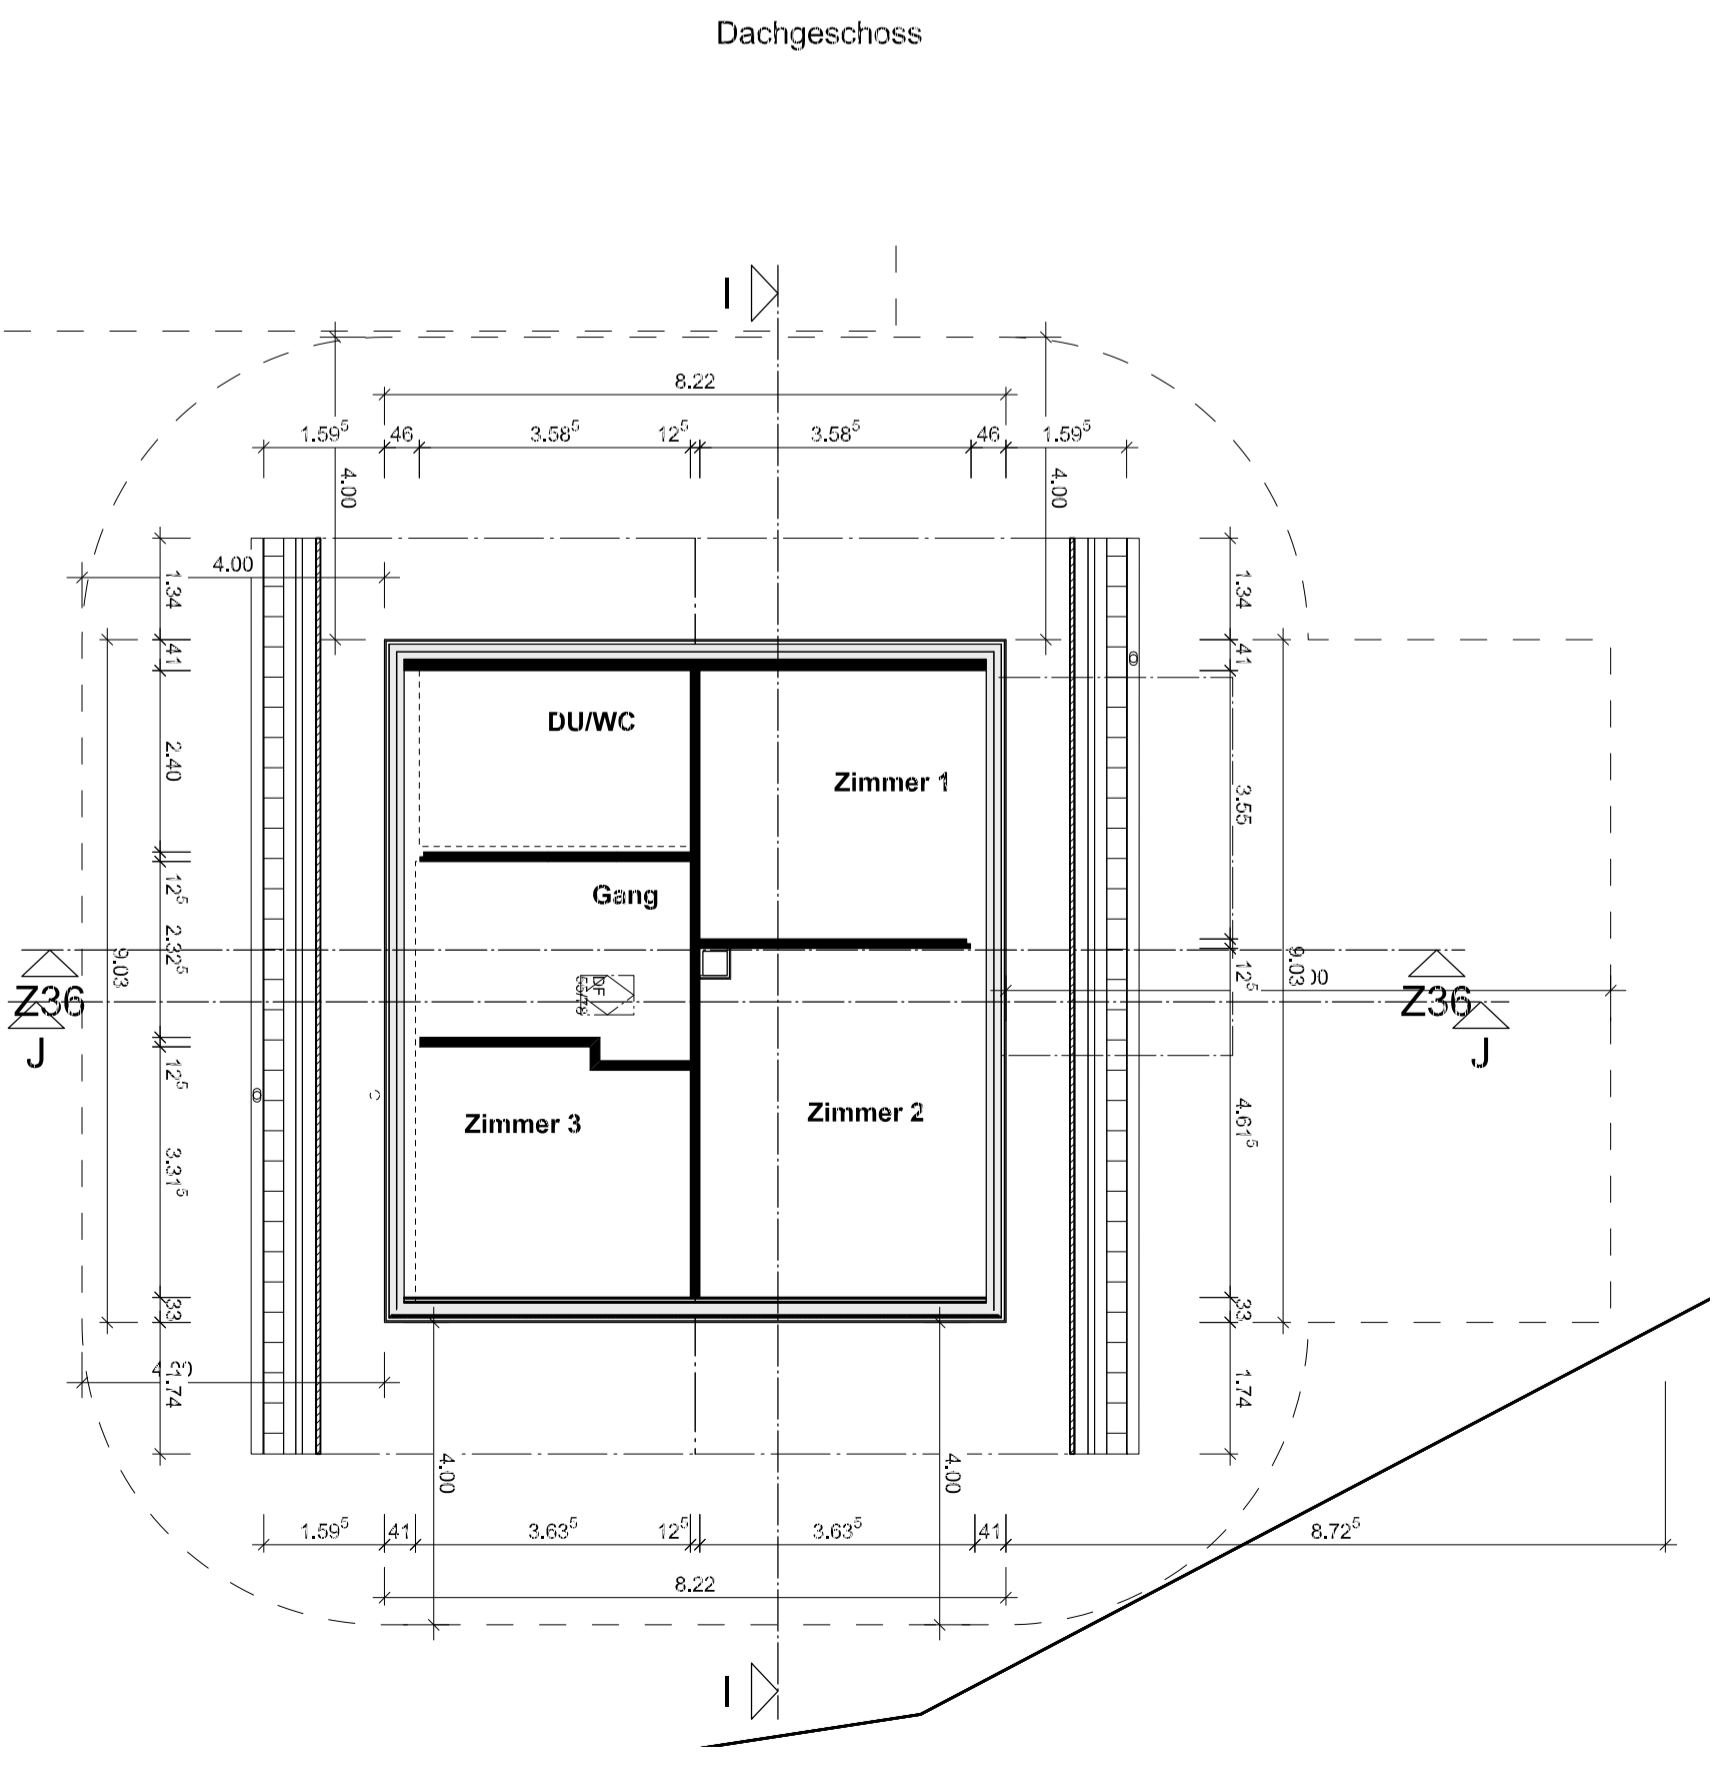 Dachgeschoss
I
8.22
1.59⁵ 46 3.58⁵ 12⁵ 3.58⁵ 46 1.59⁵
4.00
4.00
4.00
1.34
41
2.40
12⁵
2.32⁵
12⁵
3.31⁵
33
1.74
9.03
DU/WC
Zimmer 1
Gang
DF
Zimmer 3
Zimmer 2
Z36
J
1.34
41
3.55
12⁵
4.61⁵
33
1.74
9.03
Z36
J
4.00
4.00
1.59⁵ 41 3.63⁵ 12⁵ 3.63⁵ 41 8.72⁵
8.22
I